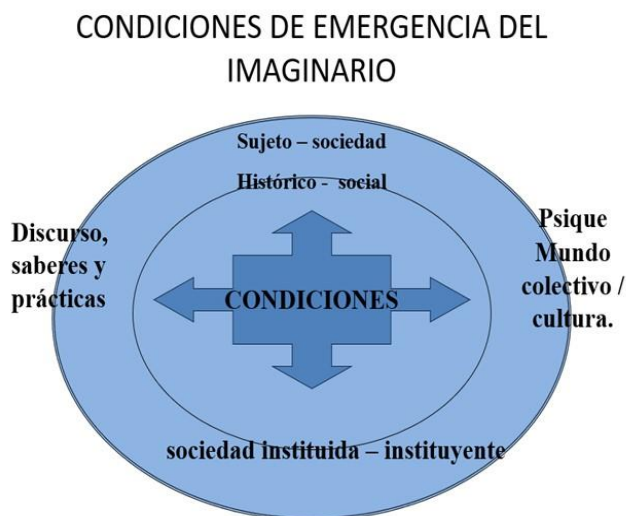 CONDICIONES DE EMERGENCIA DEL
IMAGINARIO
Sujeto – sociedad
Histórico - social
Discurso,
saberes y
prácticas
CONDICIONES
Psique
Mundo
colectivo /
cultura.
sociedad instituida – instituyente